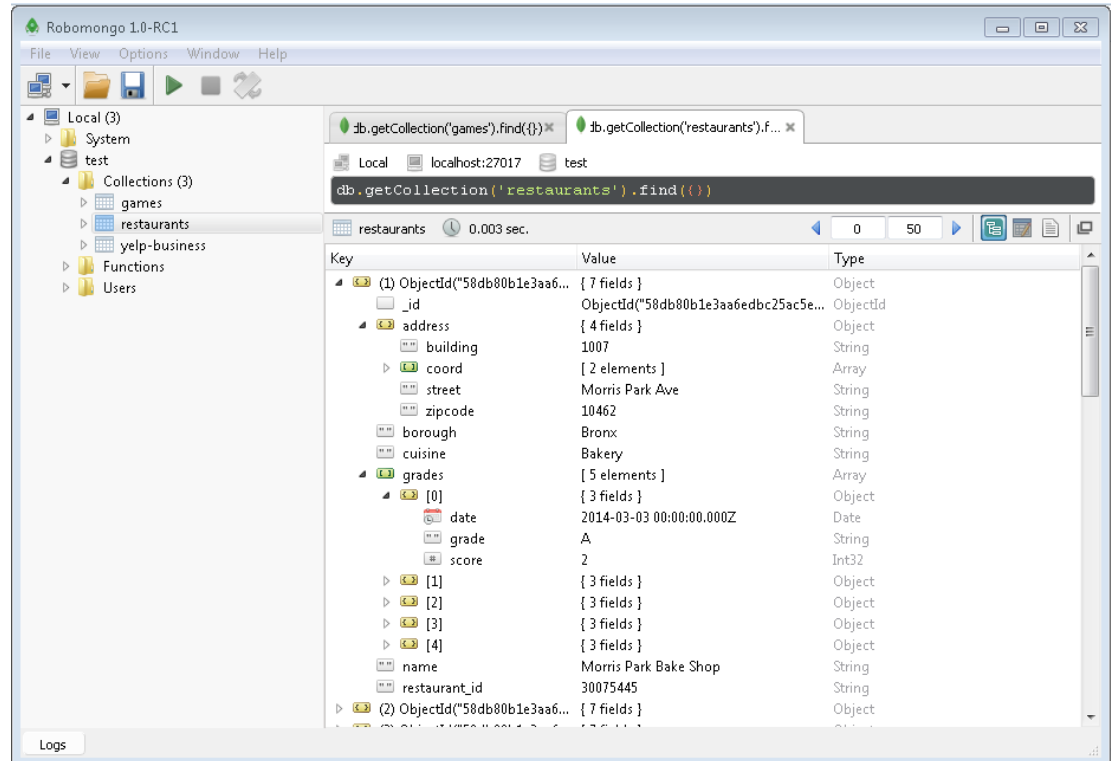 Robomongo 1.0-RC1
File View Options Window Help
Local (3)
System
test
Collections (3)
games
restaurants
yelp-business
Functions
Users
db.getCollection('games').find({}) db.getCollection('restaurants').f...
Local localhost:27017 test
db.getCollection('restaurants').find({})
restaurants 0.003 sec. 0 50
Key Value Type
(1) ObjectId("58db80b1e3aa6... { 7 fields } Object
_id ObjectId("58db80b1e3aa6edbc25ac5e... ObjectId
address { 4 fields } Object
"" building 1007 String
coord [ 2 elements ] Array
"" street Morris Park Ave String
"" zipcode 10462 String
"" borough Bronx String
"" cuisine Bakery String
grades [ 5 elements ] Array
[0] { 3 fields } Object
date 2014-03-03 00:00:00.000Z Date
"" grade A String
# score 2 Int32
[1] { 3 fields } Object
[2] { 3 fields } Object
[3] { 3 fields } Object
[4] { 3 fields } Object
"" name Morris Park Bake Shop String
"" restaurant_id 30075445 String
(2) ObjectId("58db80b1e3aa6... { 7 fields } Object
Logs